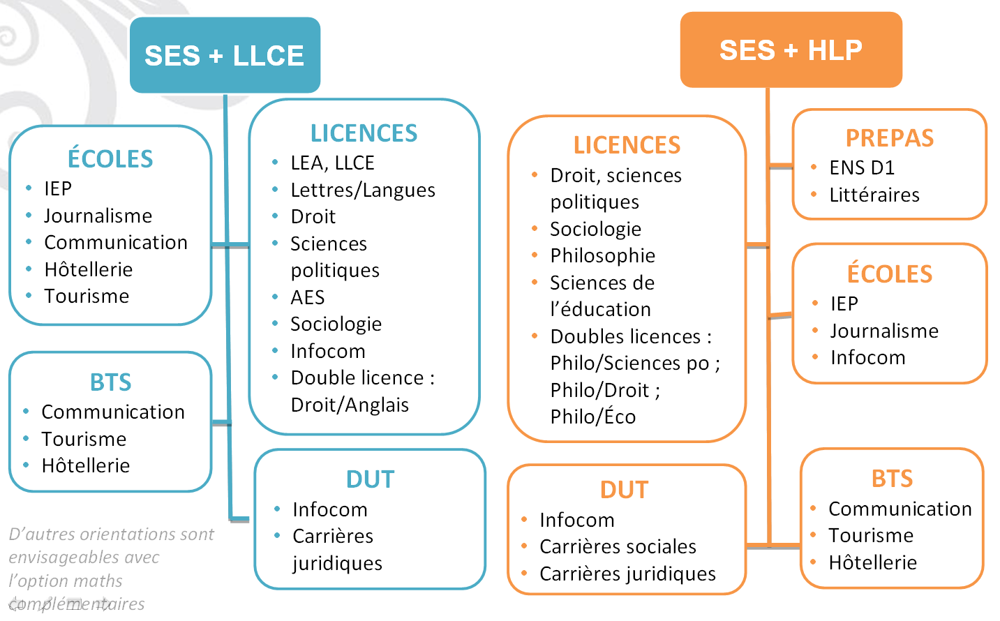 SES + LLCE
ÉCOLES
• IEP
• Journalisme
• Communication
• Hôtellerie
• Tourisme
LICENCES
• LEA, LLCE
• Lettres/Langues
• Droit
• Sciences
politiques
• AES
• Sociologie
• Infocom
• Double licence :
Droit/Anglais
BTS
• Communication
• Tourisme
• Hôtellerie
DUT
• Infocom
• Carrières
juridiques
D’autres orientations sont
envisageables avec
l’option maths
complémentaires
SES + HLP
LICENCES
• Droit, sciences
politiques
• Sociologie
• Philosophie
• Sciences de
l’éducation
• Doubles licences :
Philo/Sciences po ;
Philo/Droit ;
Philo/Éco
PREPAS
• ENS D1
• Littéraires
ÉCOLES
• IEP
• Journalisme
• Infocom
DUT
• Infocom
• Carrières sociales
• Carrières juridiques
BTS
• Communication
• Tourisme
• Hôtellerie